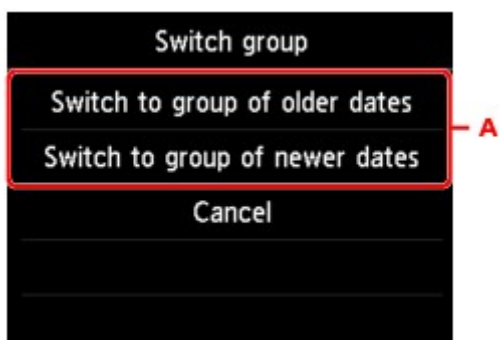 Switch group
Switch to group of older dates
A
Switch to group of newer dates
Cancel